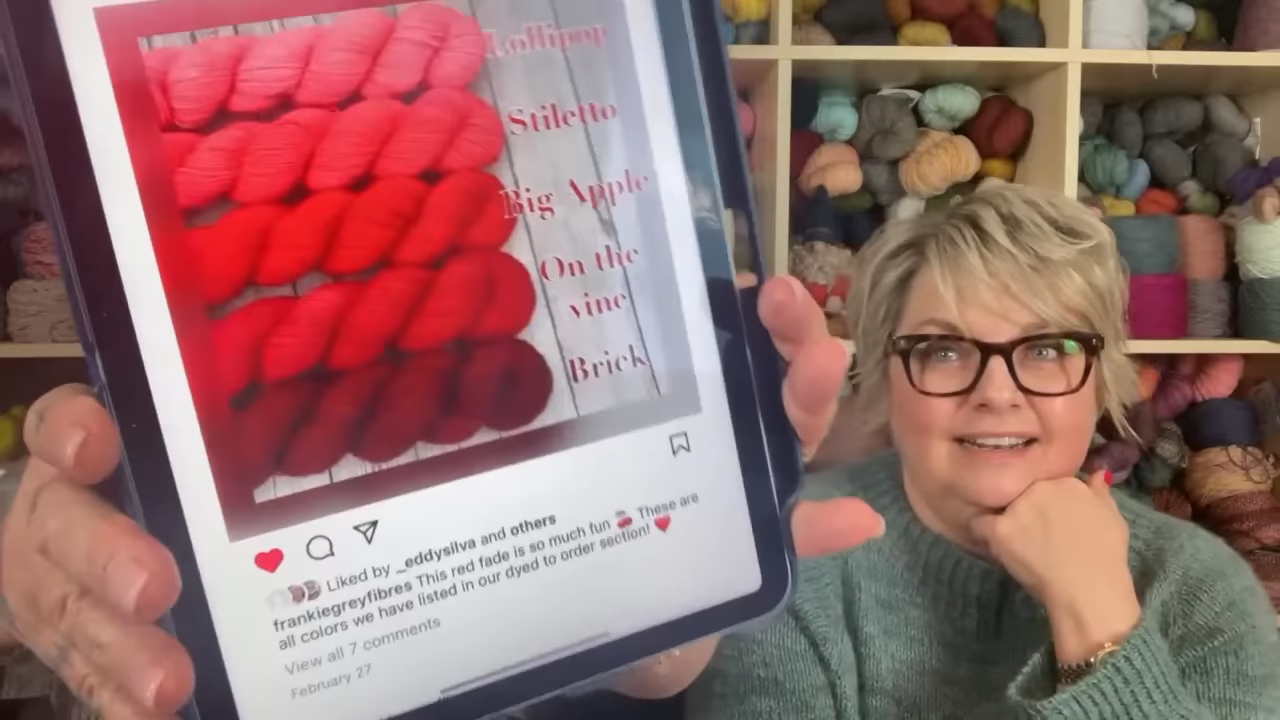 Lollipop
Stiletto
Big Apple
On the
vine
Brick
Liked by _eddysilva and others
frankiegreyfibres This red fade is so much fun 🍒 These are
all colors we have listed in our dyed to order section! ❤️
View all 7 comments
February 27